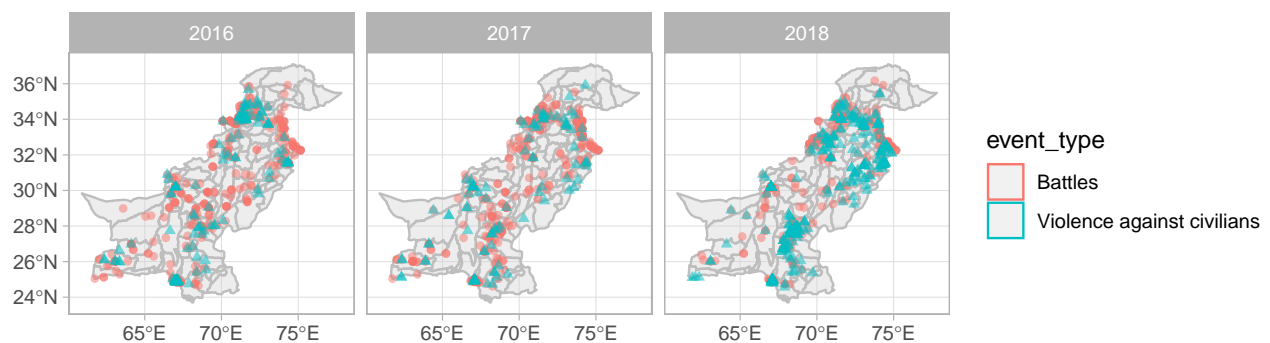 2016 2017 2018
36°N
34°N
32°N
30°N
28°N
26°N
24°N
65°E 70°E 75°E 65°E 70°E 75°E 65°E 70°E 75°E
event_type
Battles
Violence against civilians